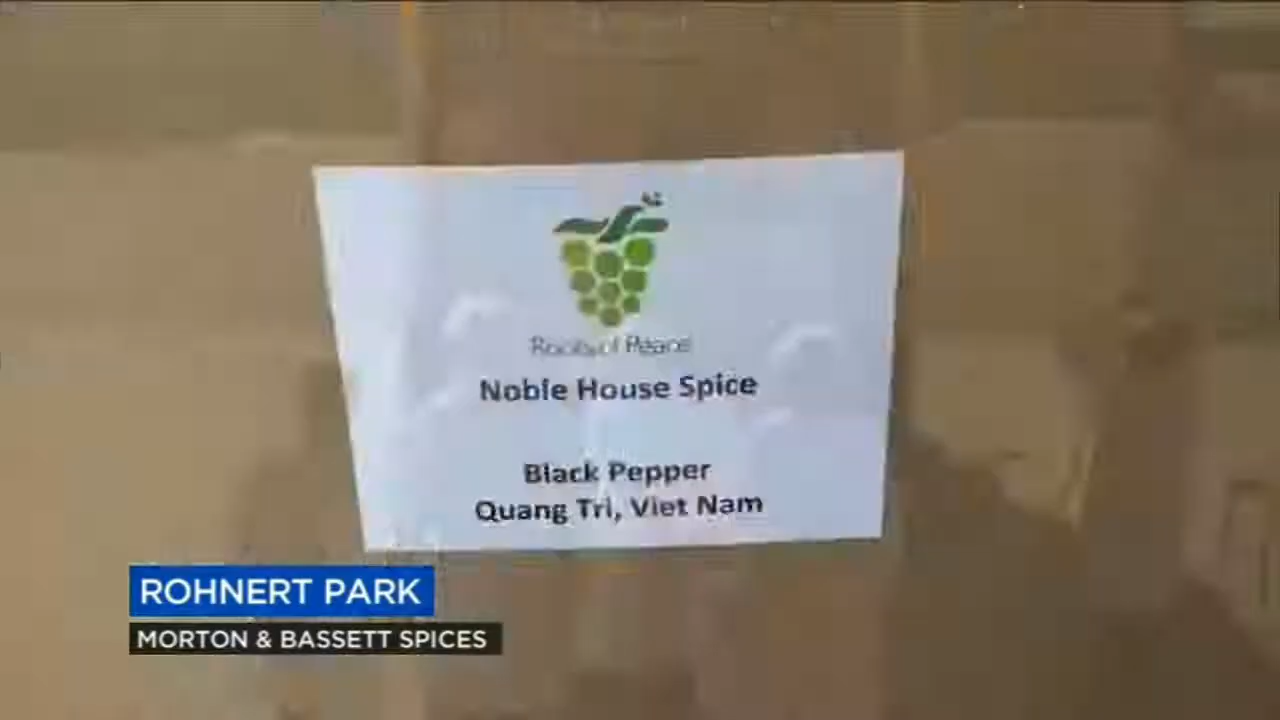 Roots of Peace
Noble House Spice
Black Pepper
Quang Tri, Viet Nam
ROHNERT PARK
MORTON & BASSETT SPICES